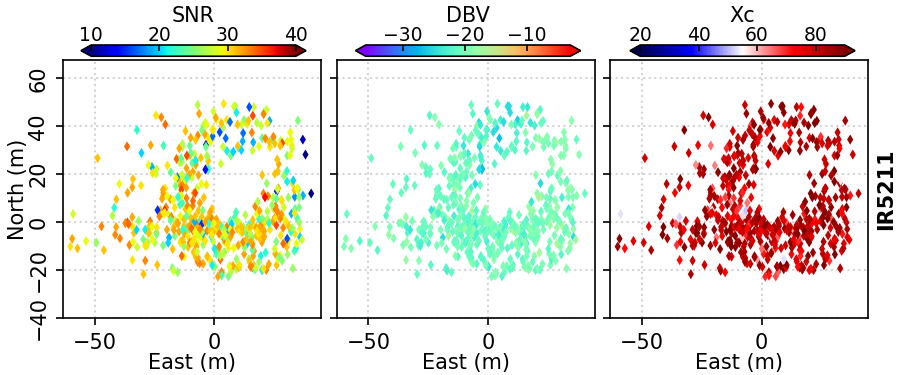 SNR
DBV
Xc
10 20 30 40
−30 −20 −10
20 40 60 80
60
40
20
0
−20
−40
North (m)
IR5211
−50 0
−50 0
−50 0
East (m)
East (m)
East (m)